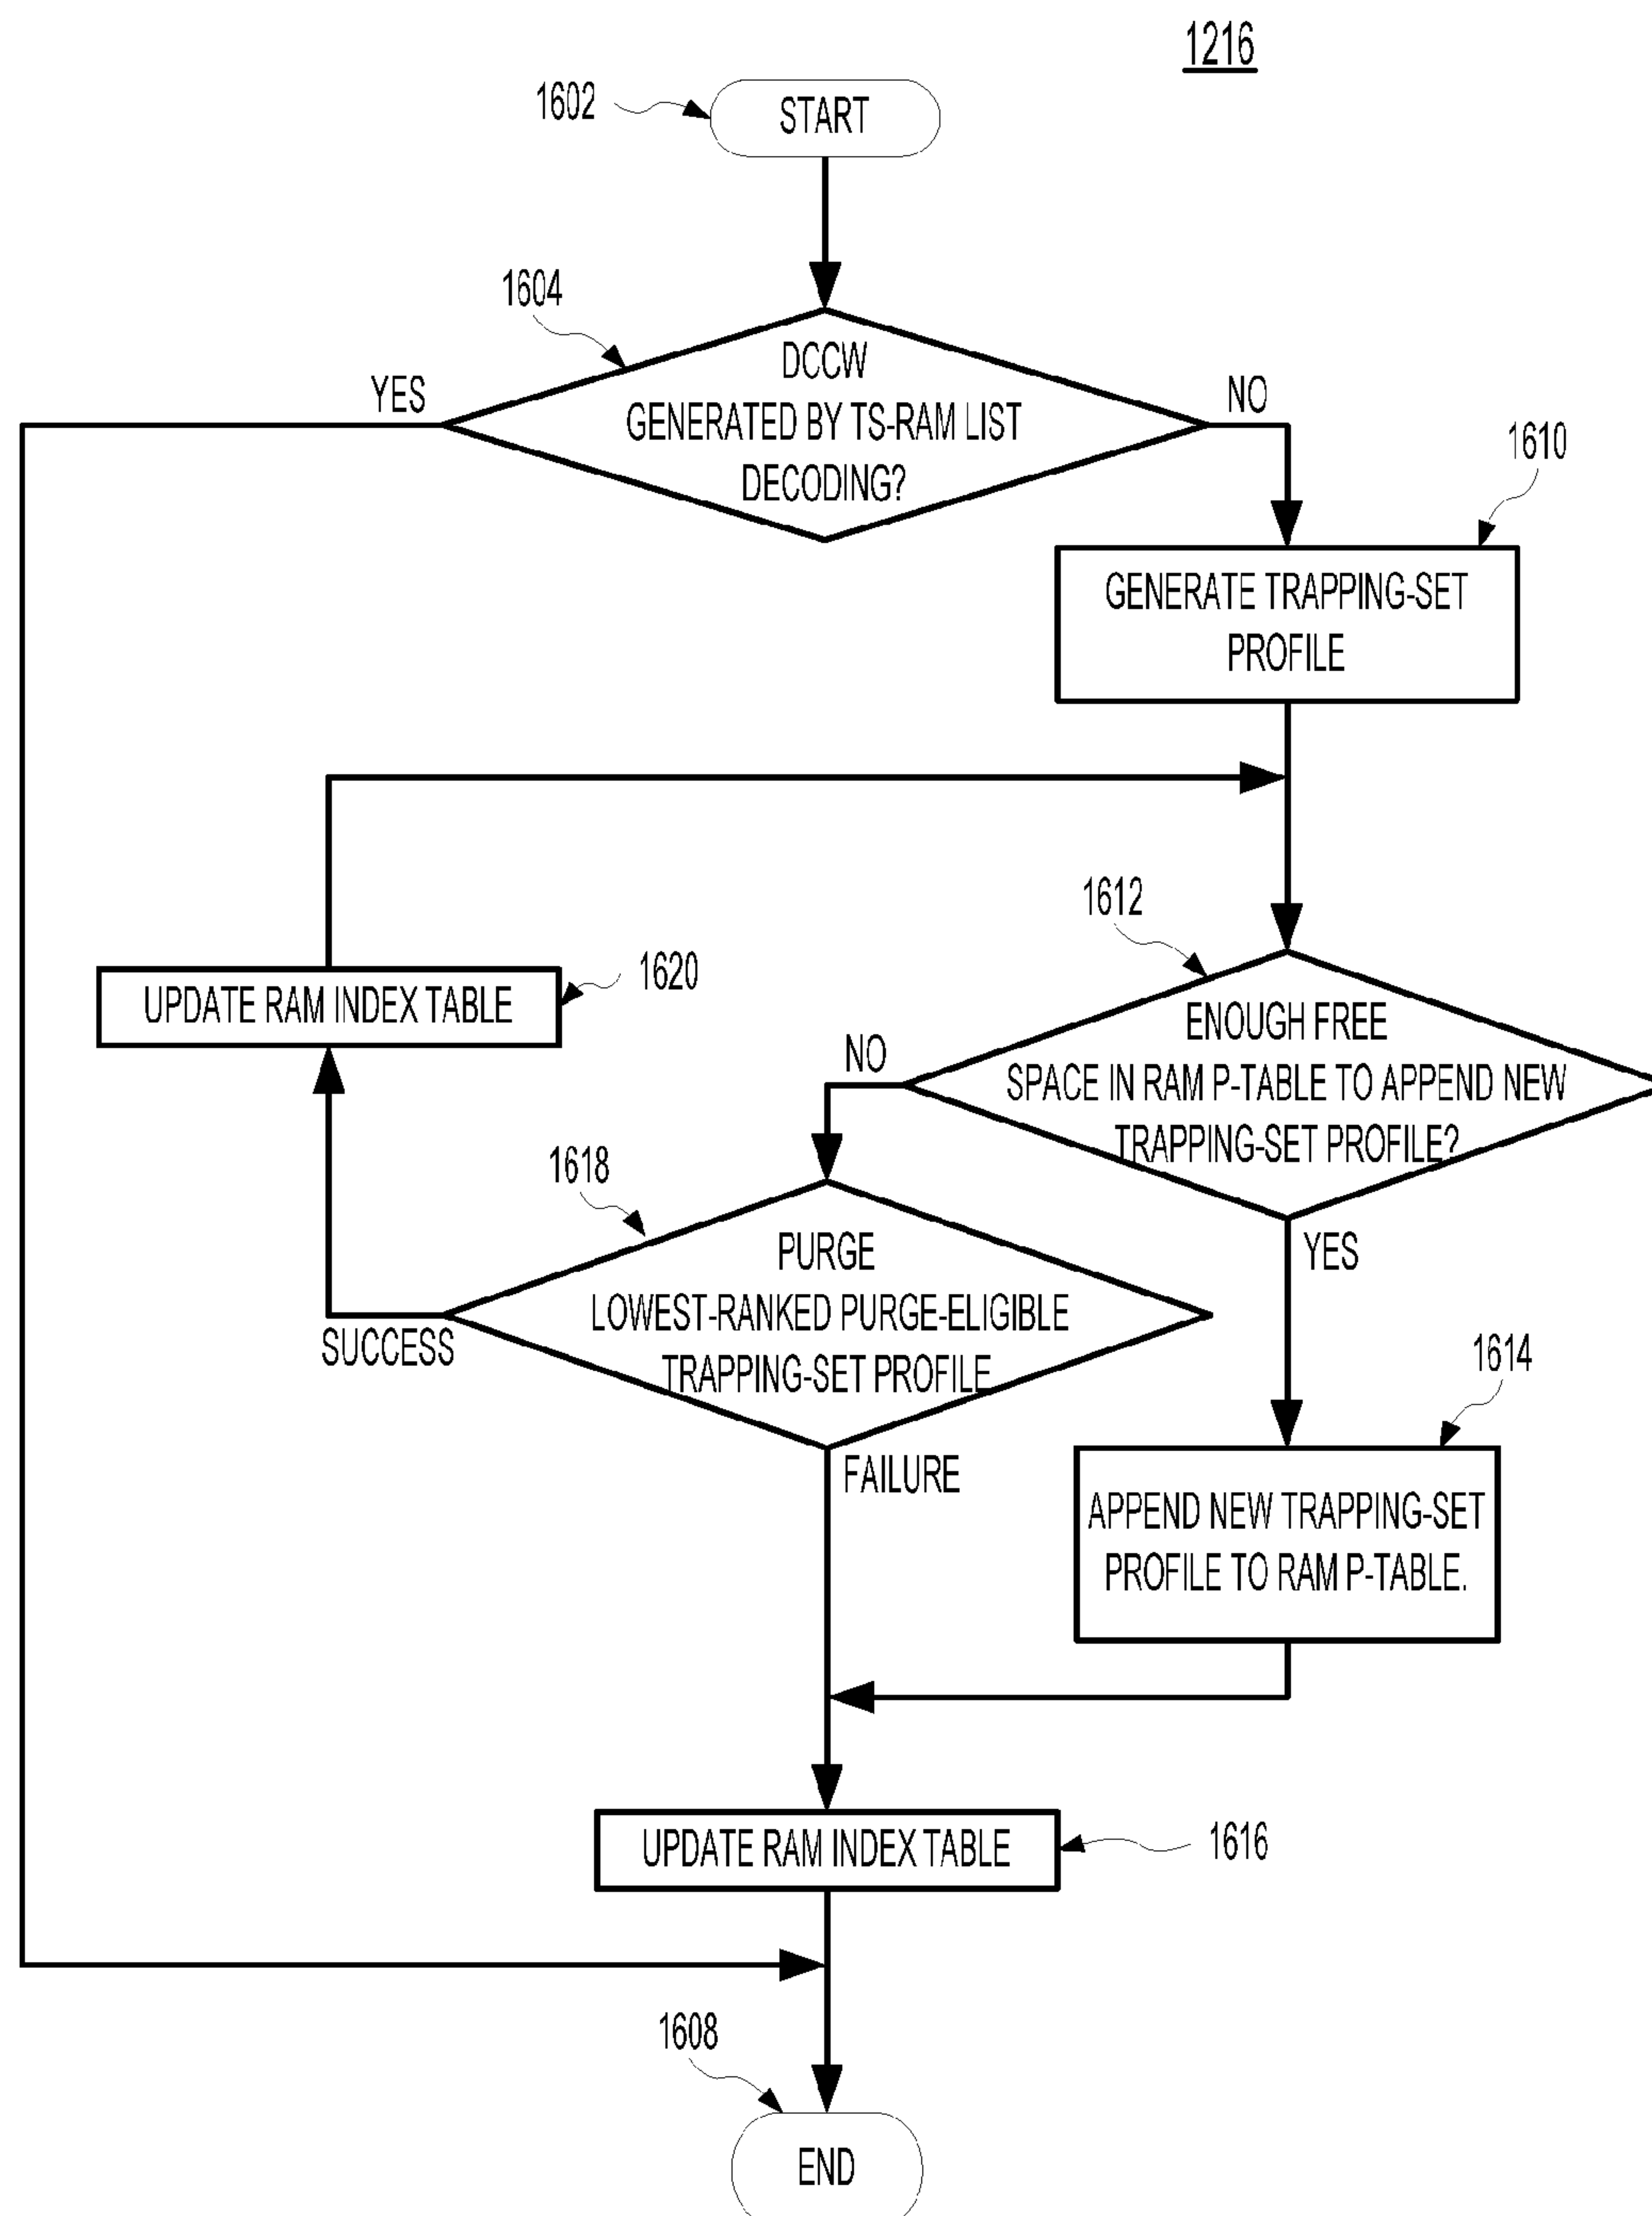 1216
1602
START
1604
DCCW
GENERATED BY TS-RAM LIST
DECODING?
YES
NO
1610
GENERATE TRAPPING-SET
PROFILE
1612
ENOUGH FREE
SPACE IN RAM P-TABLE TO APPEND NEW
TRAPPING-SET PROFILE?
NO
YES
1620
UPDATE RAM INDEX TABLE
1618
PURGE
LOWEST-RANKED PURGE-ELIGIBLE
TRAPPING-SET PROFILE
SUCCESS
FAILURE
1614
APPEND NEW TRAPPING-SET
PROFILE TO RAM P-TABLE.
UPDATE RAM INDEX TABLE
1616
1608
END